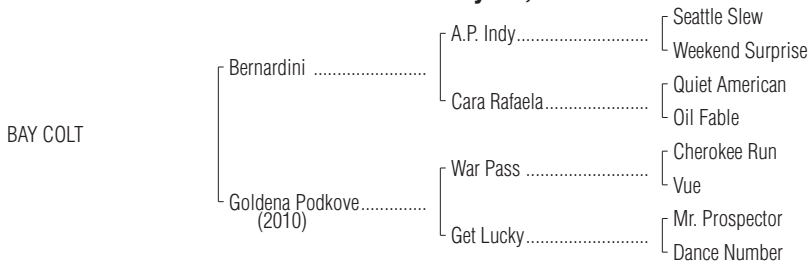 Seattle Slew
A.P. Indy
Weekend Surprise
Bernardini
Quiet American
Cara Rafaela
Oil Fable
BAY COLT
Cherokee Run
War Pass
Vue
Goldena Podkove
(2010)
Mr. Prospector
Get Lucky
Dance Number